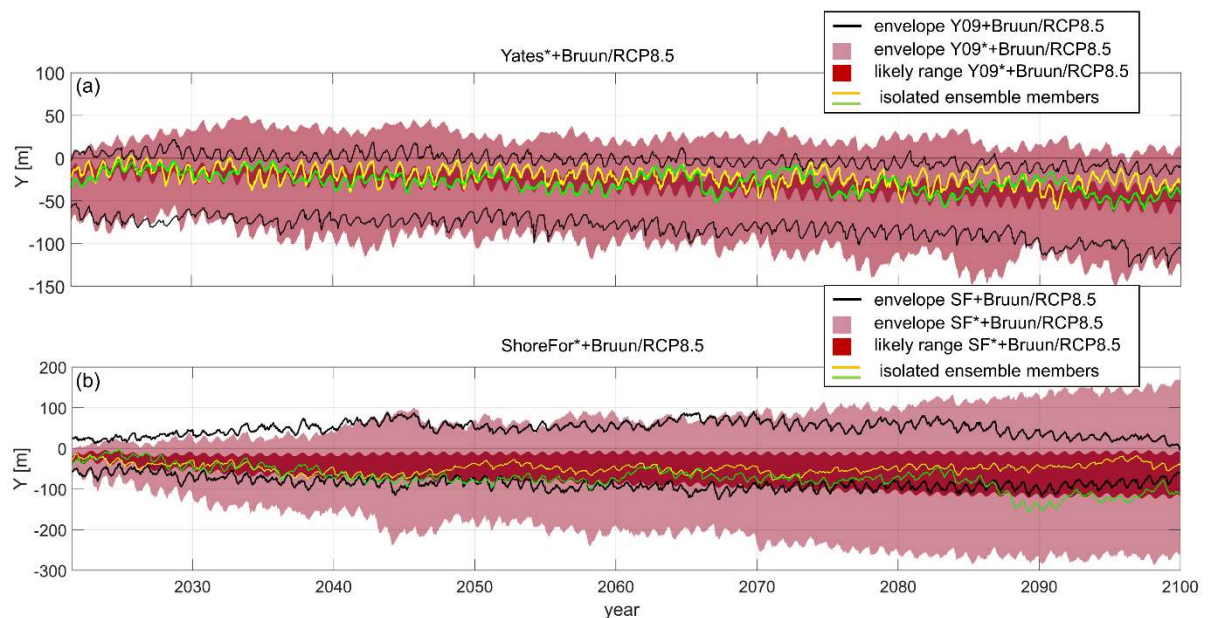 envelope Y09+Bruun/RCP8.5
envelope Y09*+Bruun/RCP8.5
likely range Y09*+Bruun/RCP8.5
isolated ensemble members
Yates*+Bruun/RCP8.5
(a)
100
50
0
-50
-100
-150
Y [m]
envelope SF+Bruun/RCP8.5
envelope SF*+Bruun/RCP8.5
likely range SF*+Bruun/RCP8.5
isolated ensemble members
ShoreFor*+Bruun/RCP8.5
(b)
200
100
0
-100
-200
-300
Y [m]
2030 2040 2050 2060 2070 2080 2090 2100
year